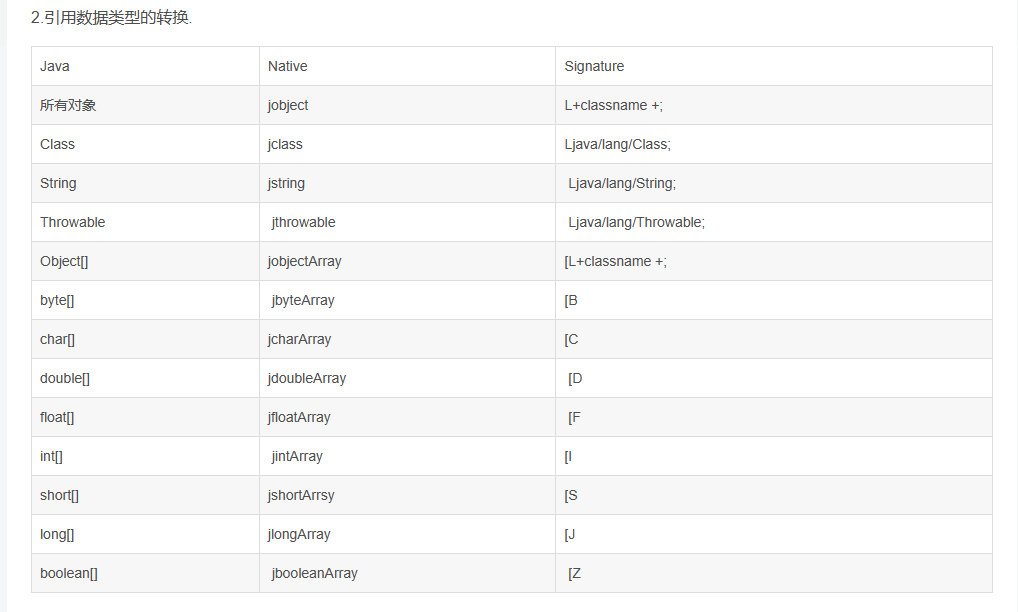 2.引用数据类型的转换.
Java Native Signature
所有对象 jobject L+classname +;
Class jclass Ljava/lang/Class;
String jstring Ljava/lang/String;
Throwable jthrowable Ljava/lang/Throwable;
Object[] jobjectArray [L+classname +;
byte[] jbyteArray [B
char[] jcharArray [C
double[] jdoubleArray [D
float[] jfloatArray [F
int[] jintArray [I
short[] jshortArrsy [S
long[] jlongArray [J
boolean[] jbooleanArray [Z